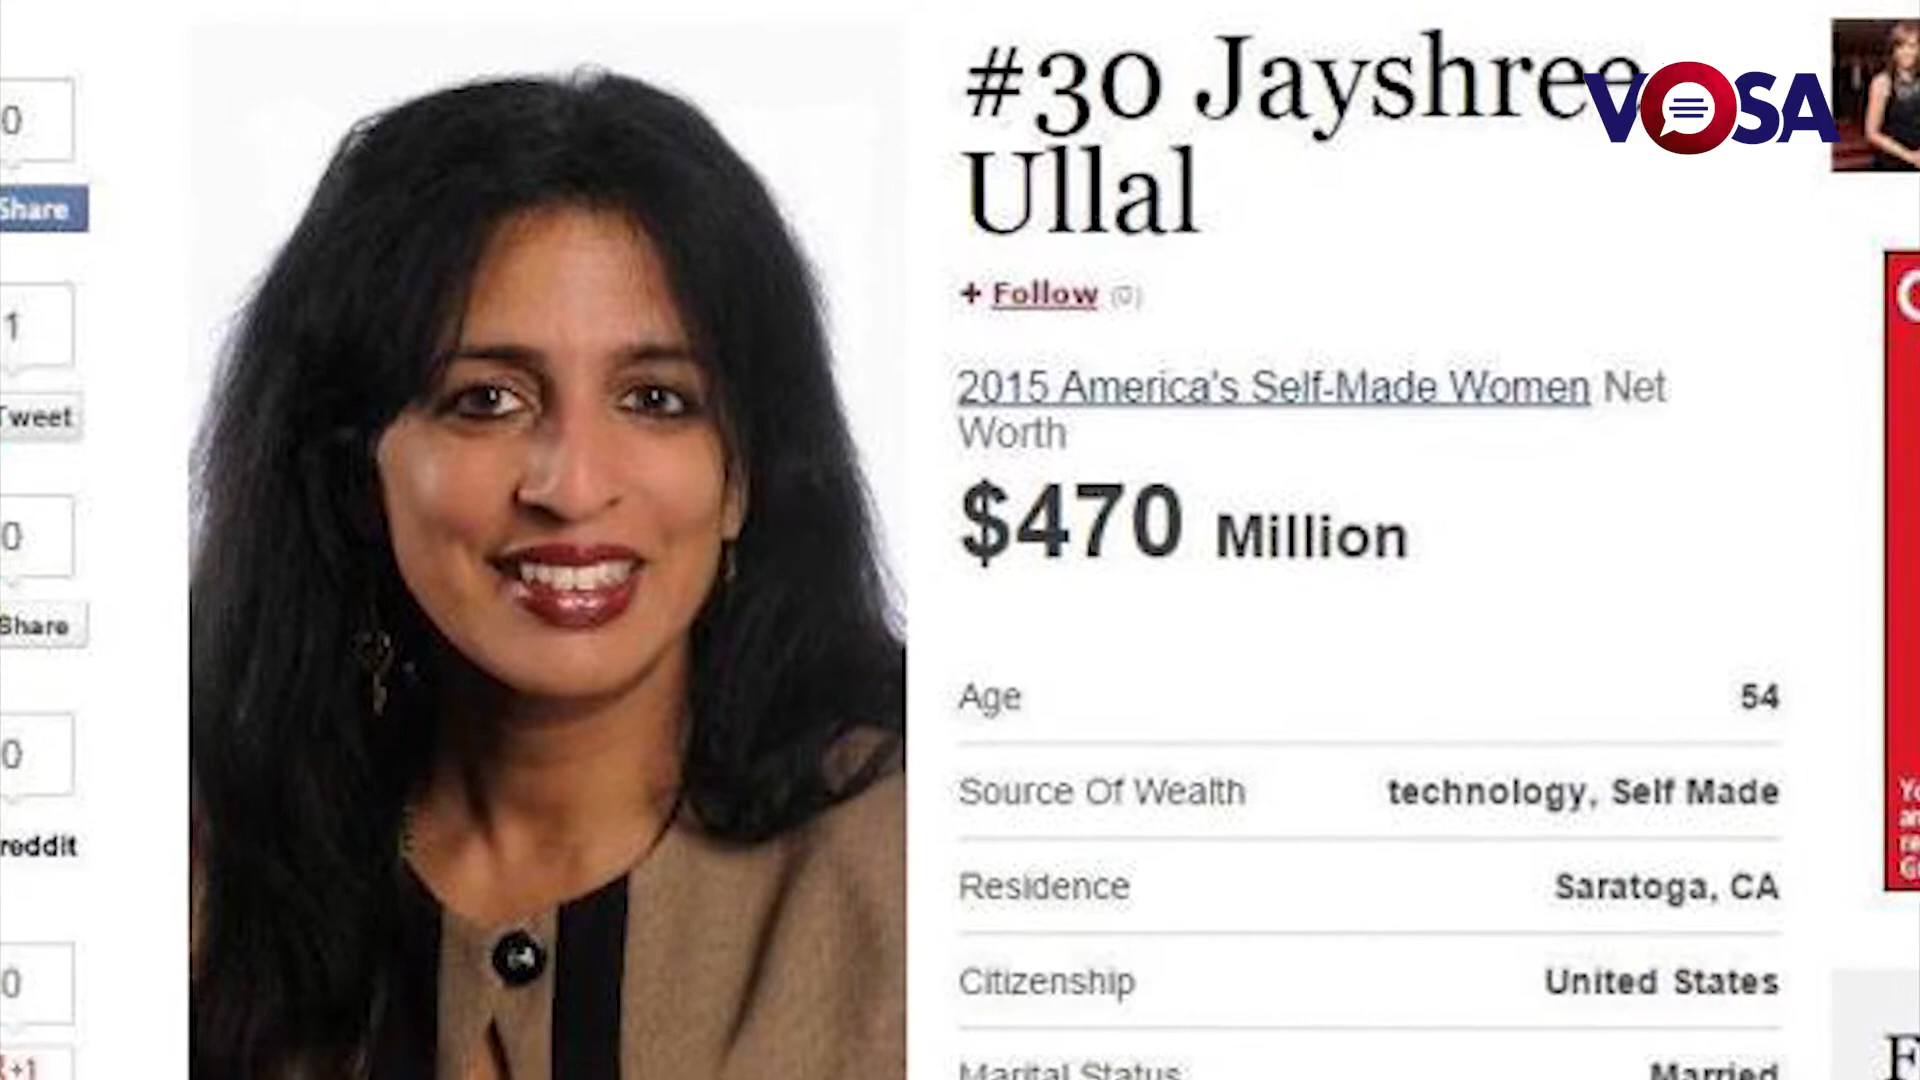 #30 Jayshree
Ullal
VOSA
+ Follow (0)
2015 America's Self-Made Women Net
Worth
$470 Million
Age 54
Source Of Wealth technology, Self Made
Residence Saratoga, CA
Citizenship United States
Marital Status Married
0
Share
1
Tweet
0
Share
0
reddit
0
+1